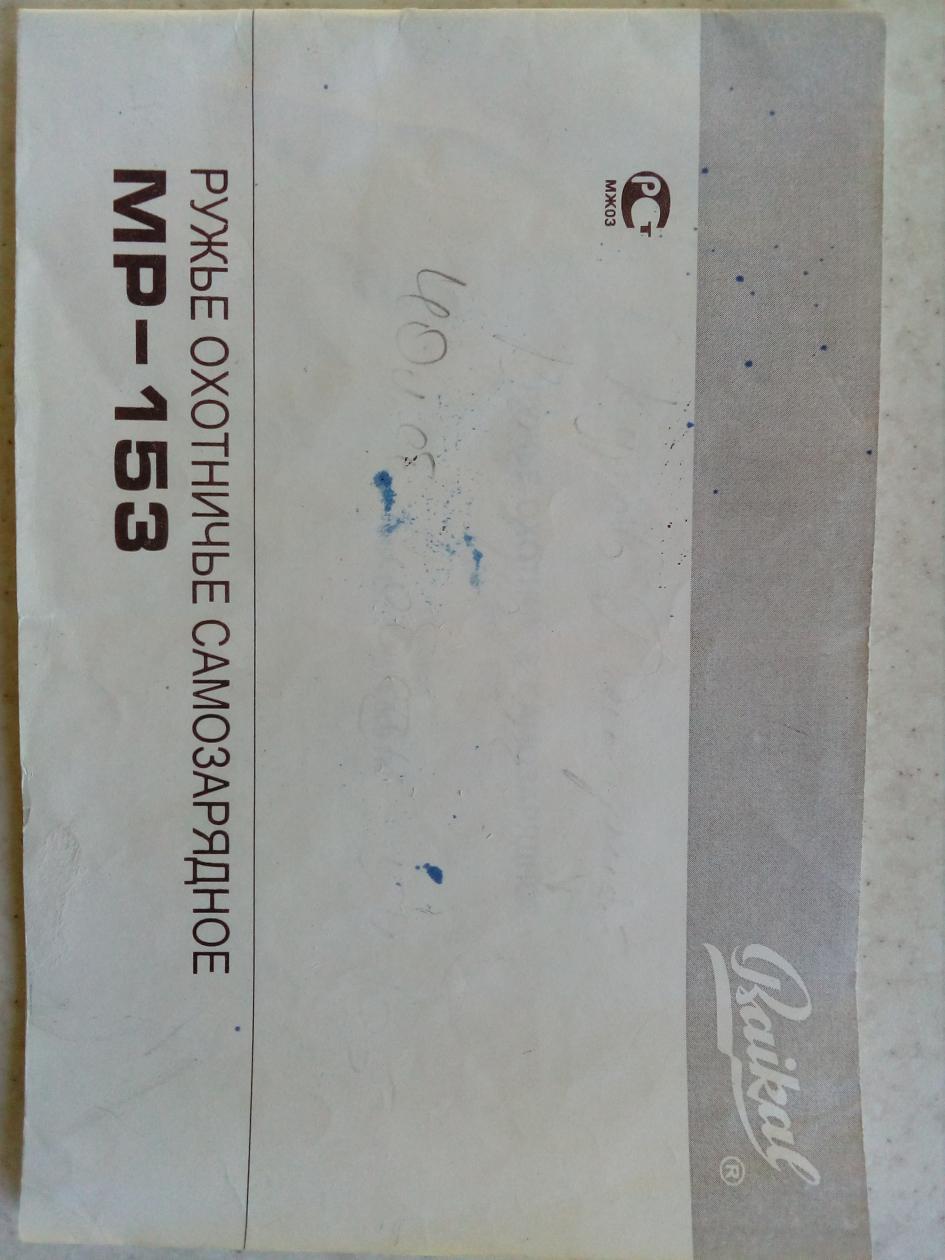 Baikal ®
РСТ
МЖ03
РУЖЬЕ ОХОТНИЧЬЕ САМОЗАРЯДНОЕ
МР-153